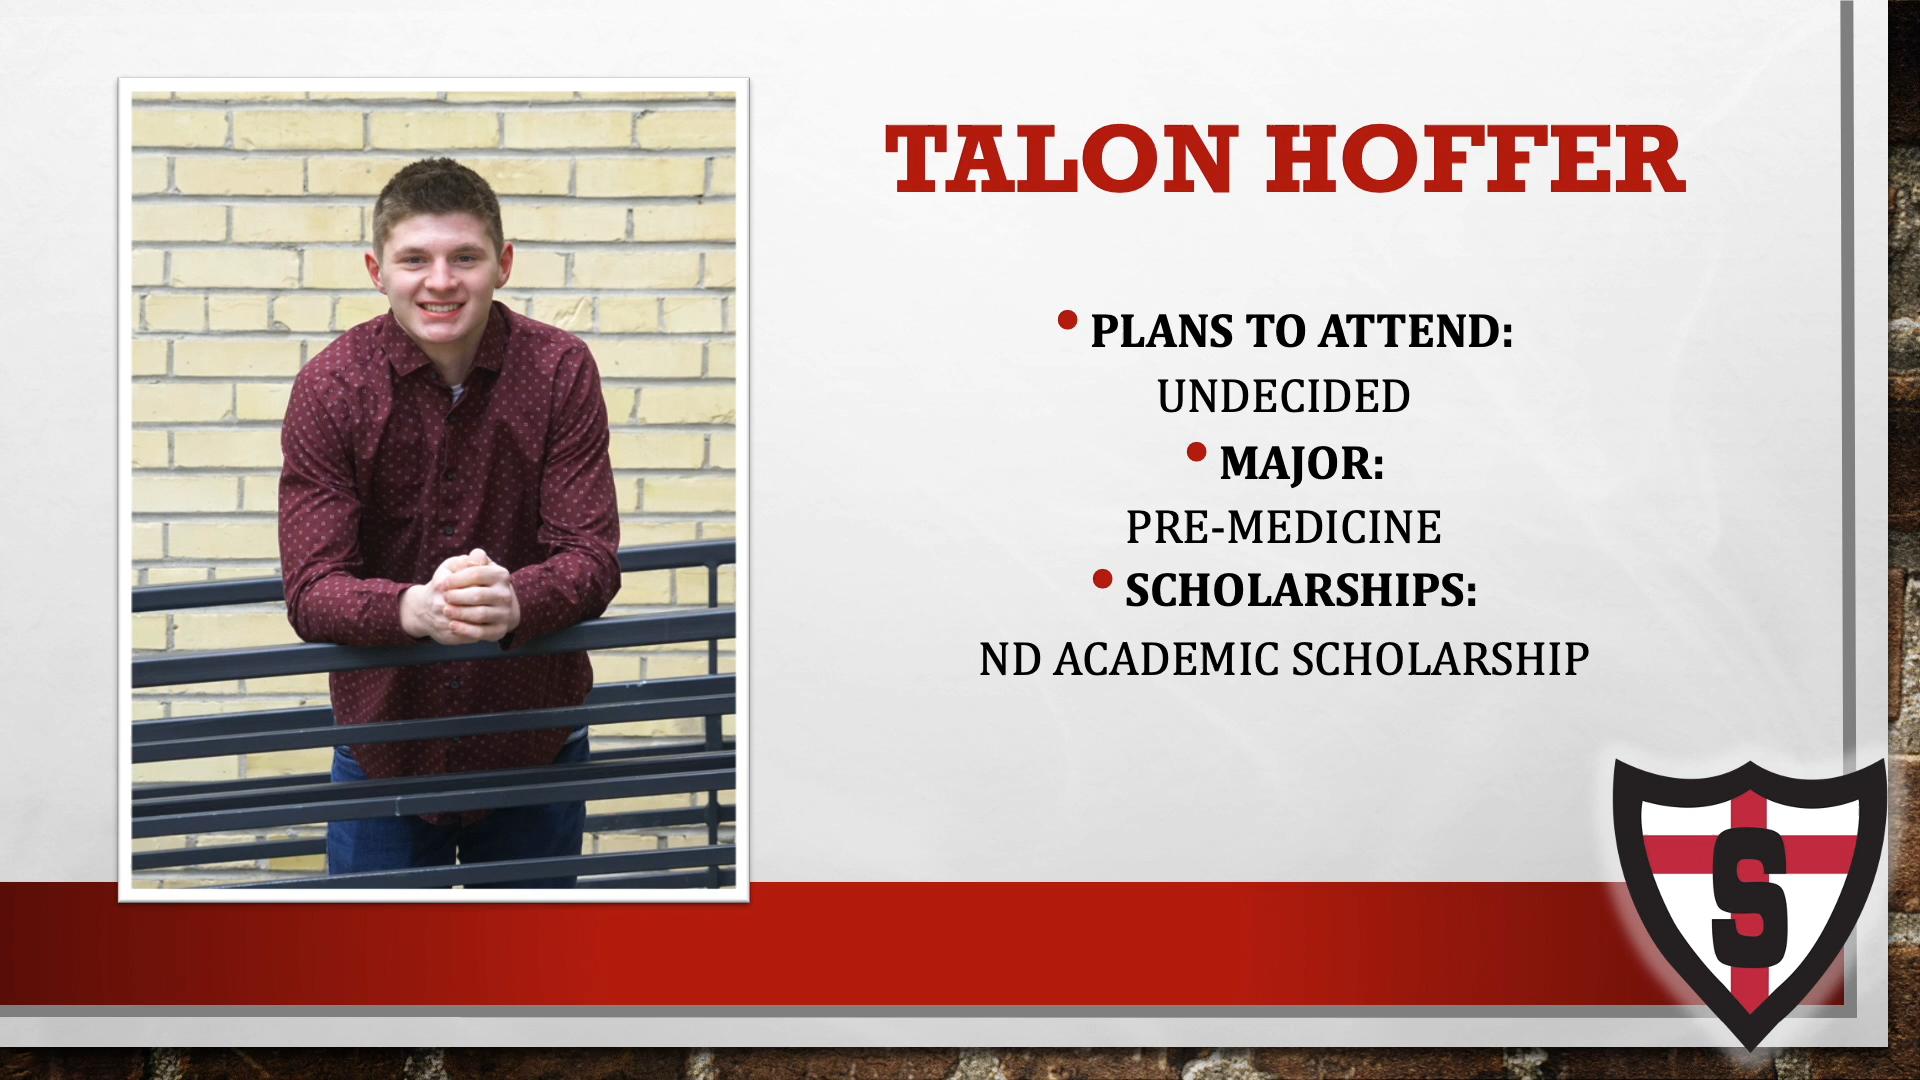 TALON HOFFER
• PLANS TO ATTEND:
UNDECIDED
• MAJOR:
PRE-MEDICINE
• SCHOLARSHIPS:
ND ACADEMIC SCHOLARSHIP
S